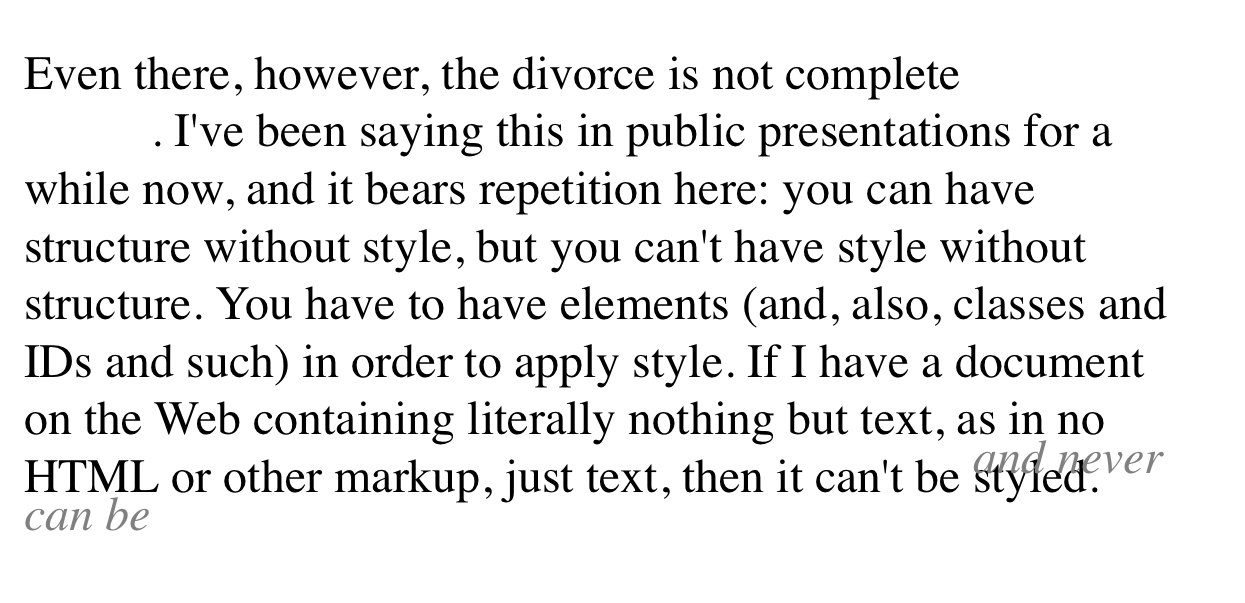 Even there, however, the divorce is not complete
. I've been saying this in public presentations for a
while now, and it bears repetition here: you can have
structure without style, but you can't have style without
structure. You have to have elements (and, also, classes and
IDs and such) in order to apply style. If I have a document
on the Web containing literally nothing but text, as in no
and never
HTML or other markup, just text, then it can't be styled.
can be